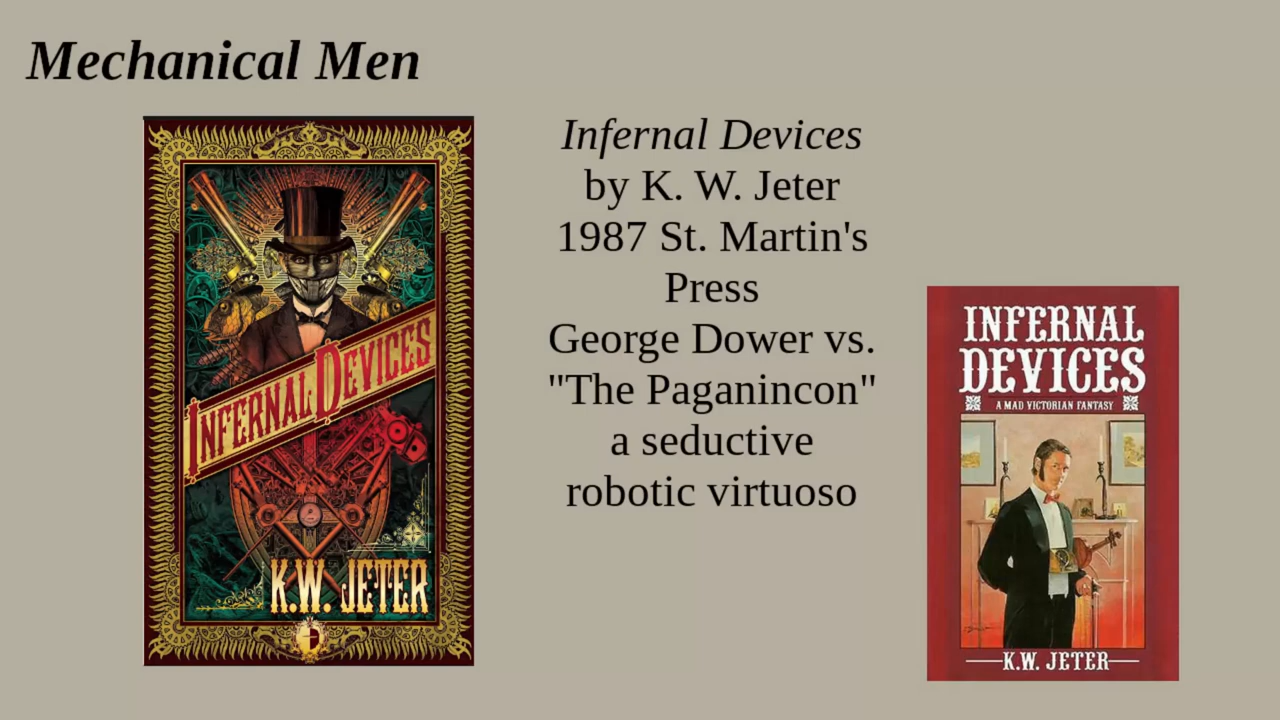 Mechanical Men
Infernal Devices
by K. W. Jeter
1987 St. Martin's
Press
George Dower vs.
"The Paganincon"
a seductive
robotic virtuoso
INFERNAL DEVICES
K.W. JETER
INFERNAL
DEVICES
A MAD VICTORIAN FANTASY
K.W. JETER